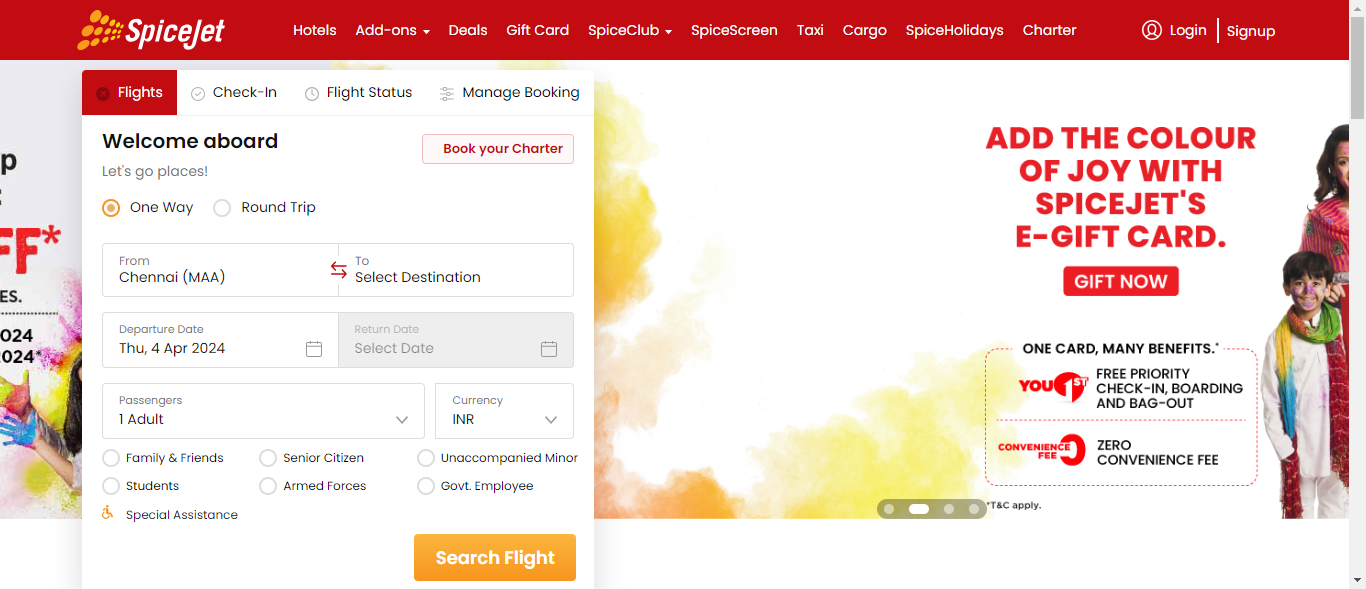 SpiceJet
Hotels Add-ons Deals Gift Card SpiceClub SpiceScreen Taxi Cargo SpiceHolidays Charter
Login Signup
Flights Check-In Flight Status Manage Booking
Welcome aboard
Book your Charter
Let's go places!
One Way Round Trip
From
Chennai (MAA)
To
Select Destination
Departure Date
Thu, 4 Apr 2024
Return Date
Select Date
Passengers
1 Adult
Currency
INR
Family & Friends Senior Citizen Unaccompanied Minor
Students Armed Forces Govt. Employee
Special Assistance
Search Flight
ADD THE COLOUR
OF JOY WITH
SPICEJET'S
E-GIFT CARD.
GIFT NOW
ONE CARD, MANY BENEFITS.*
YOU 1ST
FREE PRIORITY
CHECK-IN, BOARDING
AND BAG-OUT
CONVENIENCE
FEE 0
ZERO
CONVENIENCE FEE
*T&C apply.